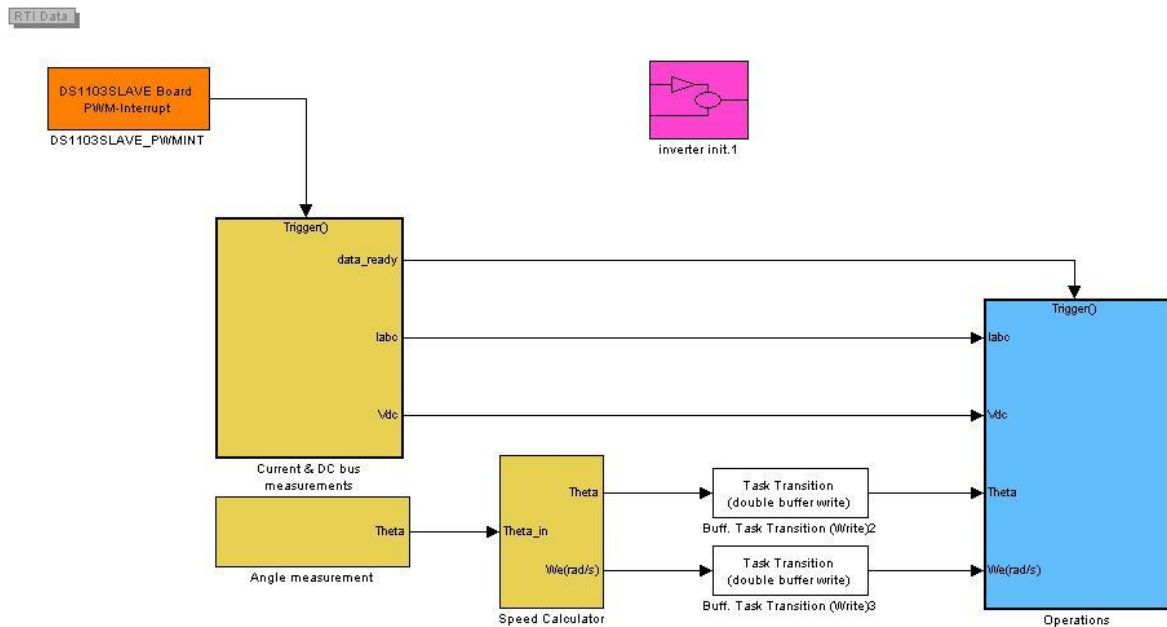 RTI Data
DS1103SLAVE Board
PWM-Interrupt
DS1103SLAVE_PWMINT
inverter init.1
Trigger()
data_ready
Iabc
Vdc
Current & DC bus
measurements
Trigger()
Iabc
Vdc
Theta
We(rad/s)
Operations
Theta
Angle measurement
Theta_in
Theta
We(rad/s)
Speed Calculator
Task Transition
(double buffer write)
Buff. Task Transition (Write)2
Task Transition
(double buffer write)
Buff. Task Transition (Write)3